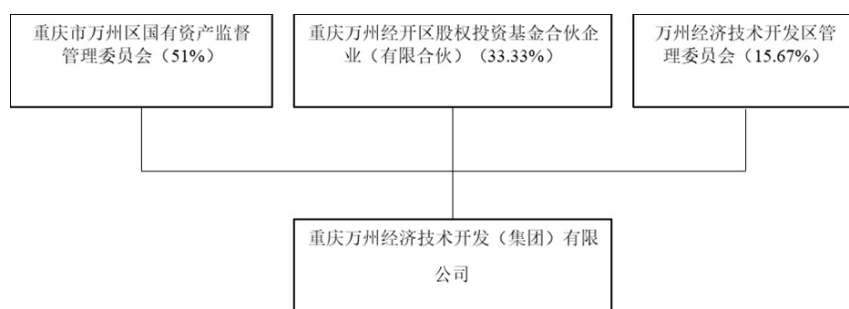 重庆市万州区国有资产监督
管理委员会（51%）
重庆万州经开区股权投资基金合伙企
业（有限合伙）（33.33%）
万州经济技术开发区管
理委员会（15.67%）
重庆万州经济技术开发（集团）有限
公司